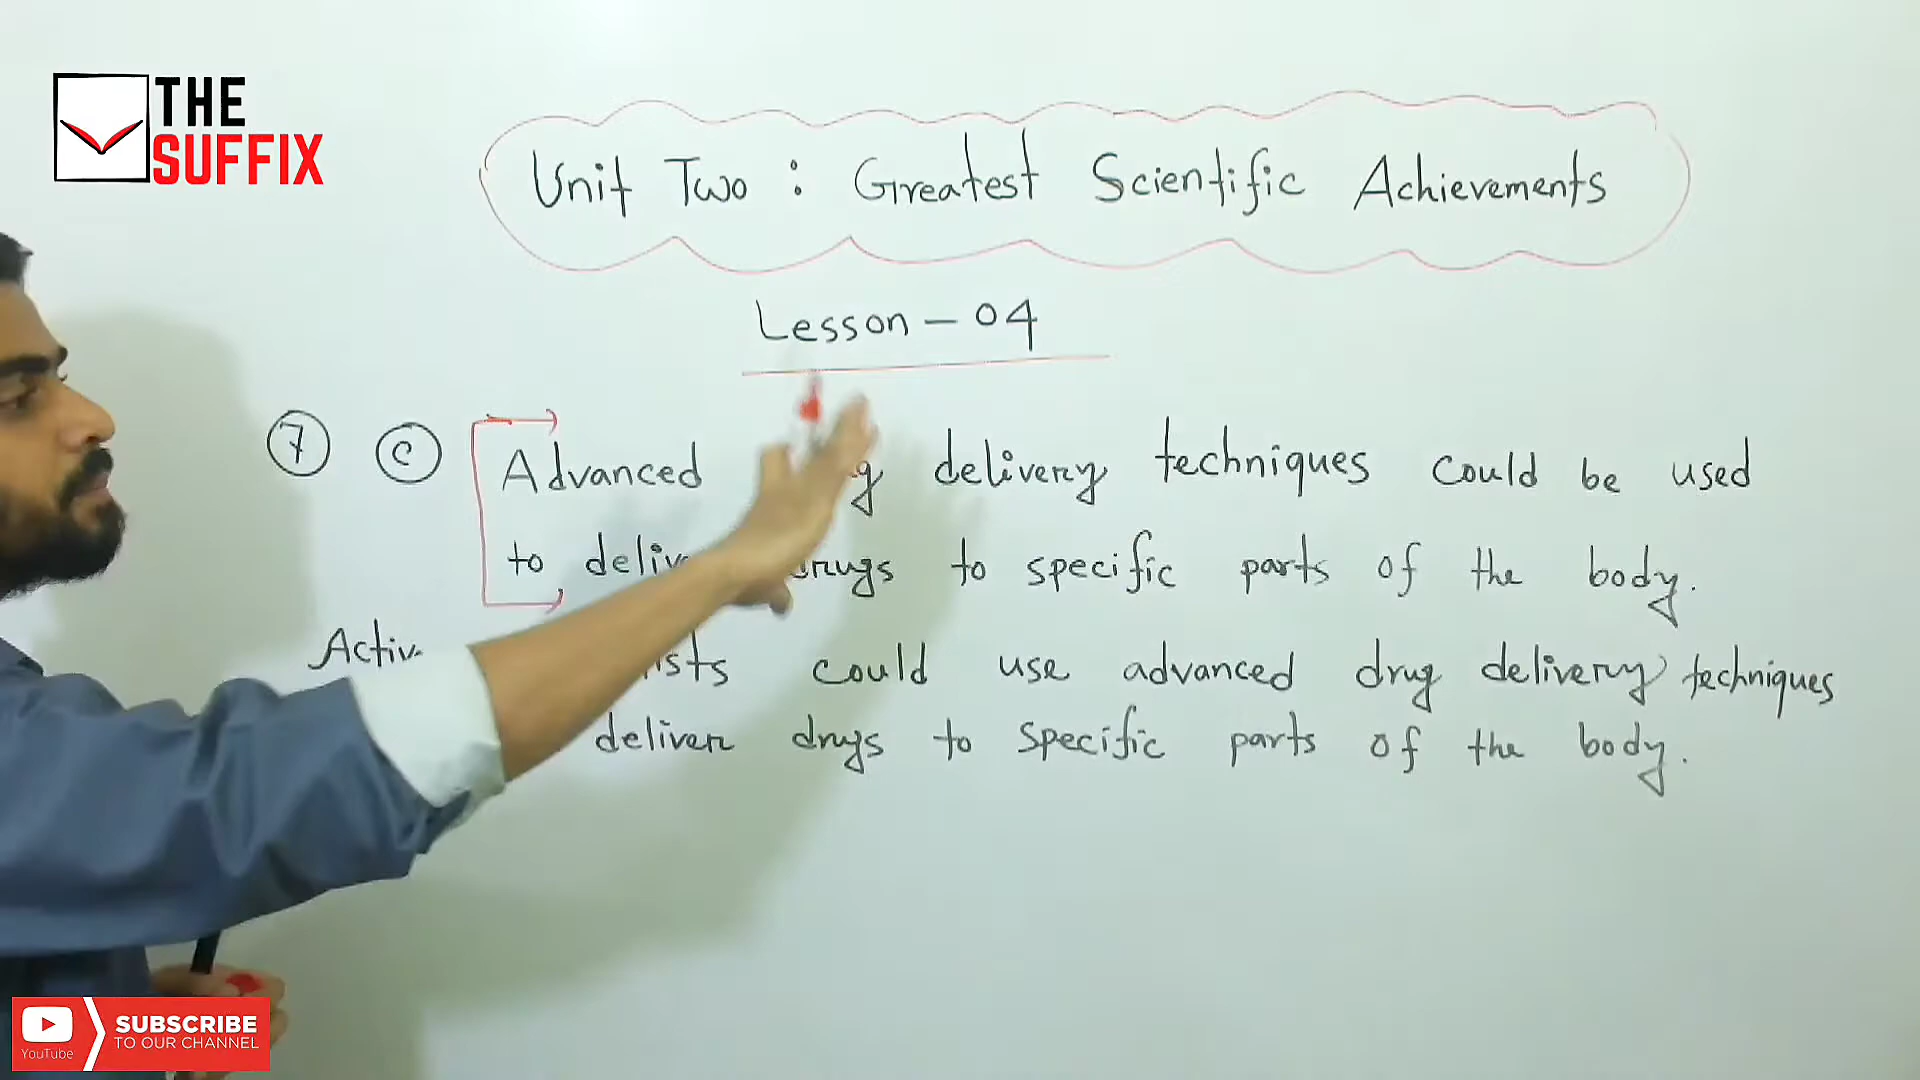 THE
SUFFIX
Unit Two : Greatest Scientific Achievements
Lesson - 04
7 c Advanced delivery techniques could be used
to drugs to specific parts of the body.
could use advanced drug delivery techniques
deliver drugs to specific parts of the body.
YouTube
SUBSCRIBE
TO OUR CHANNEL